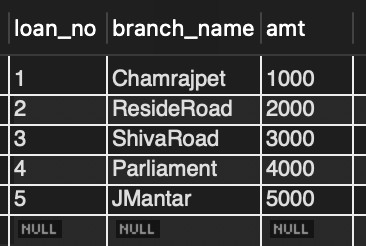 loan_no branch_name amt
1 Chamrajpet 1000
2 ResideRoad 2000
3 ShivaRoad 3000
4 Parliament 4000
5 JMantar 5000
NULL NULL NULL